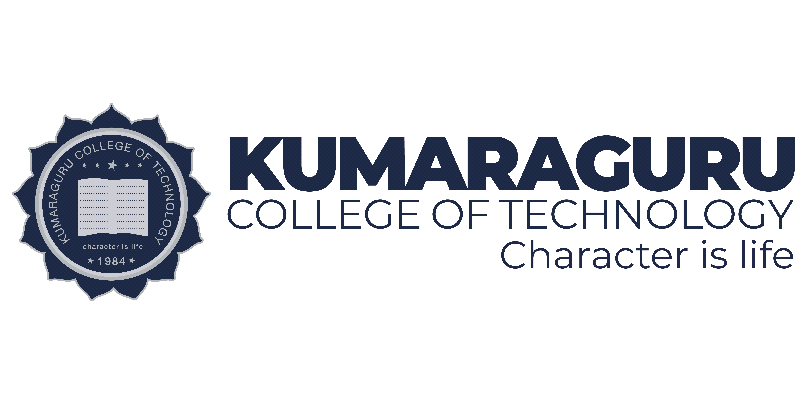 KUMARAGURU COLLEGE OF TECHNOLOGY
character is life
1984
KUMARAGURU
COLLEGE OF TECHNOLOGY
Character is life